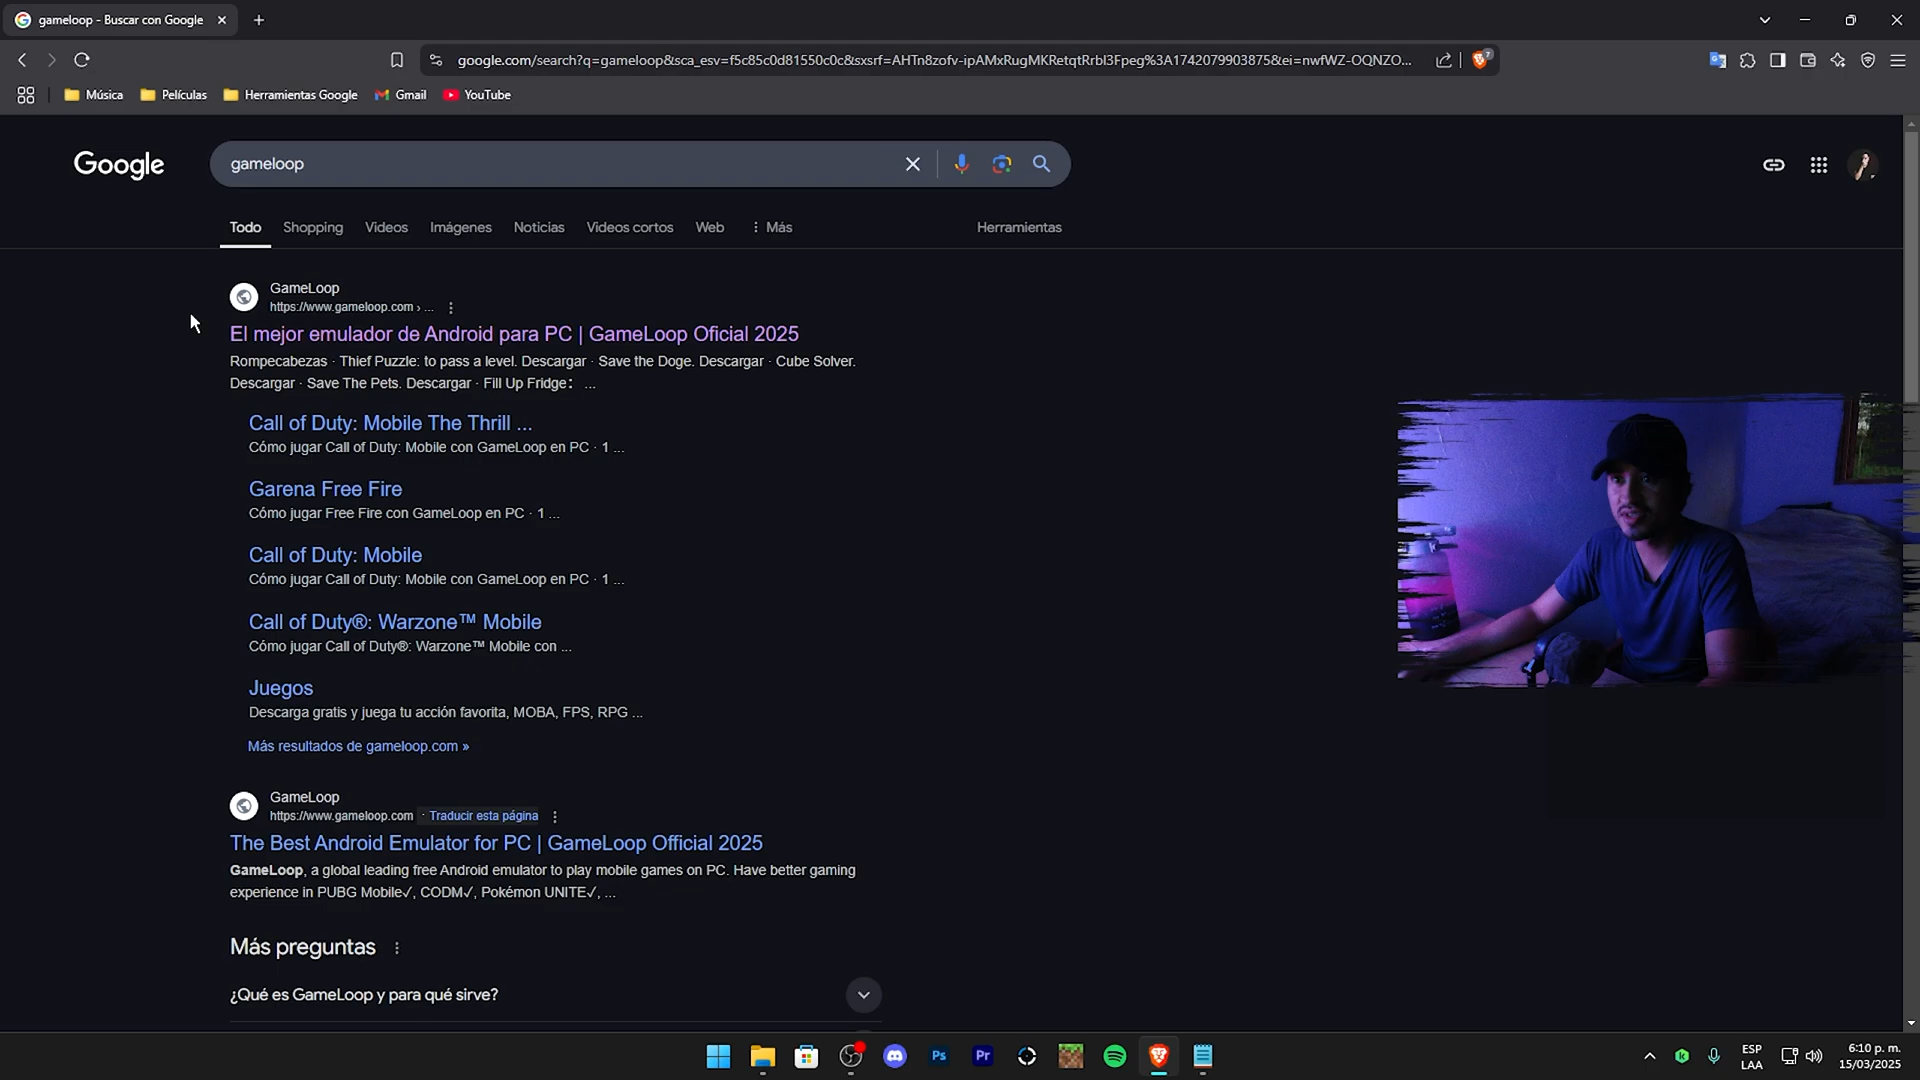 gameloop - Buscar con Google
google.com/search?q=gameloop&sca_esv=f5c85c0d81550c0c&sxsrf=AHTn8zofv-ipAMxRugMKRetqtRrbl3Fpeg%3A1742079903875&ei=nwfWZ-OQNZO...
7
Música
Películas
Herramientas Google
Gmail
YouTube
Google
gameloop
Todo
Shopping
Videos
Imágenes
Noticias
Videos cortos
Web
Más
Herramientas
GameLoop
https://www.gameloop.com › ...
El mejor emulador de Android para PC | GameLoop Oficial 2025
Rompecabezas · Thief Puzzle: to pass a level. Descargar · Save the Doge. Descargar · Cube Solver.
Descargar · Save The Pets. Descargar · Fill Up Fridge： ...
Call of Duty: Mobile The Thrill ...
Cómo jugar Call of Duty: Mobile con GameLoop en PC · 1 ...
Garena Free Fire
Cómo jugar Free Fire con GameLoop en PC · 1 ...
Call of Duty: Mobile
Cómo jugar Call of Duty: Mobile con GameLoop en PC · 1 ...
Call of Duty®: Warzone™ Mobile
Cómo jugar Call of Duty®: Warzone™ Mobile con ...
Juegos
Descarga gratis y juega tu acción favorita, MOBA, FPS, RPG ...
Más resultados de gameloop.com »
GameLoop
https://www.gameloop.com · Traducir esta página
The Best Android Emulator for PC | GameLoop Official 2025
GameLoop, a global leading free Android emulator to play mobile games on PC. Have better gaming
experience in PUBG Mobile✓, CODM✓, Pokémon UNITE✓, ...
Más preguntas
¿Qué es GameLoop y para qué sirve?
Ps
Pr
ESP
LAA
6:10 p. m.
15/03/2025